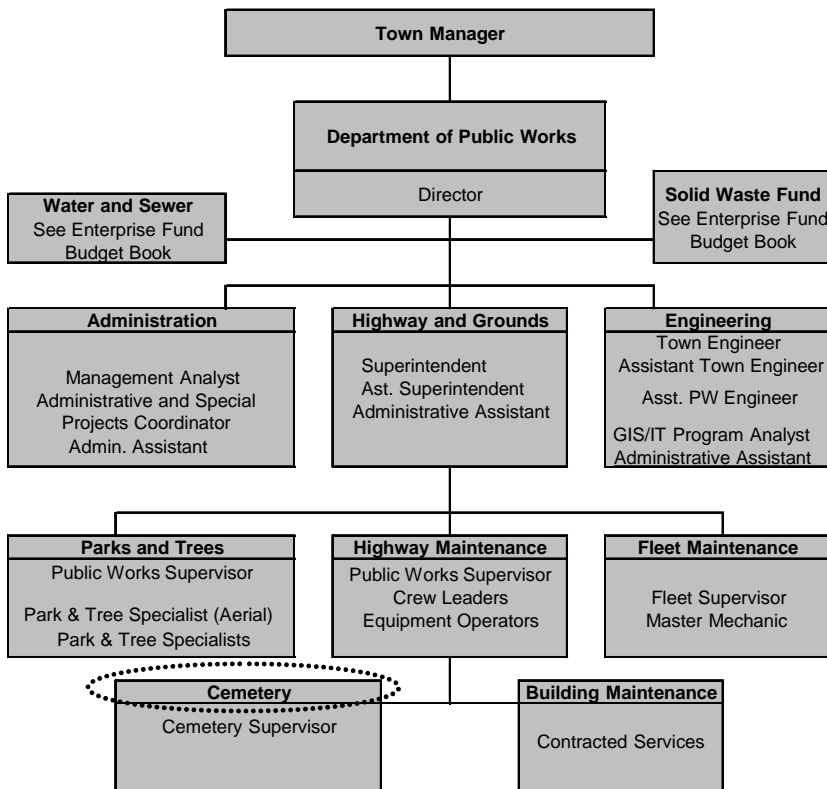 Town Manager
Department of Public Works
Director
Water and Sewer
See Enterprise Fund
Budget Book
Solid Waste Fund
See Enterprise Fund
Budget Book
Administration
Management Analyst
Administrative and Special
Projects Coordinator
Admin. Assistant
Highway and Grounds
Superintendent
Ast. Superintendent
Administrative Assistant
Engineering
Town Engineer
Assistant Town Engineer
Asst. PW Engineer
GIS/IT Program Analyst
Administrative Assistant
Parks and Trees
Public Works Supervisor
Park & Tree Specialist (Aerial)
Park & Tree Specialists
Highway Maintenance
Public Works Supervisor
Crew Leaders
Equipment Operators
Fleet Maintenance
Fleet Supervisor
Master Mechanic
Cemetery
Cemetery Supervisor
Building Maintenance
Contracted Services